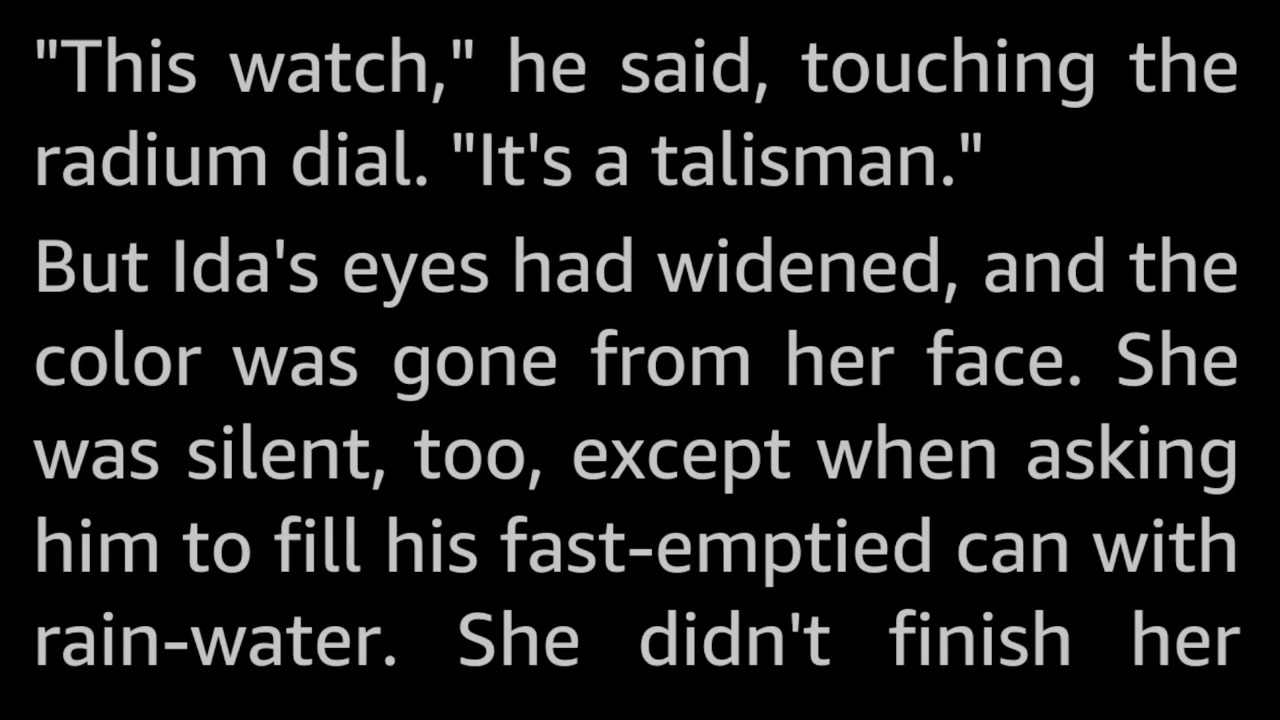 "This watch," he said, touching the
radium dial. "It's a talisman."
But Ida's eyes had widened, and the
color was gone from her face. She
was silent, too, except when asking
him to fill his fast-emptied can with
rain-water. She didn't finish her